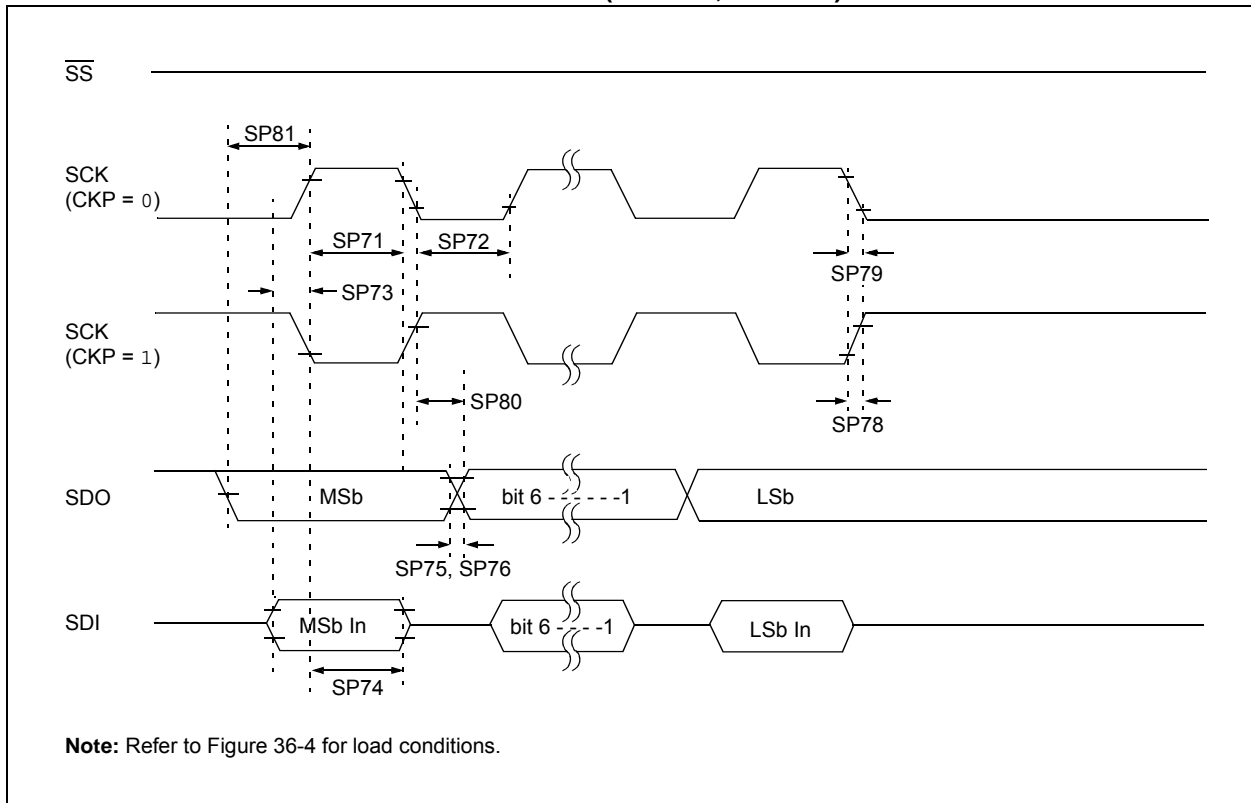 SS
SP81
SCK
(CKP = 0)
SP71
SP72
SP79
SP73
SCK
(CKP = 1)
SP80
SP78
SDO
MSb
bit 6 - - - - - -1
LSb
SP75, SP76
SDI
MSb In
bit 6 - - - -1
LSb In
SP74
Note: Refer to Figure 36-4 for load conditions.